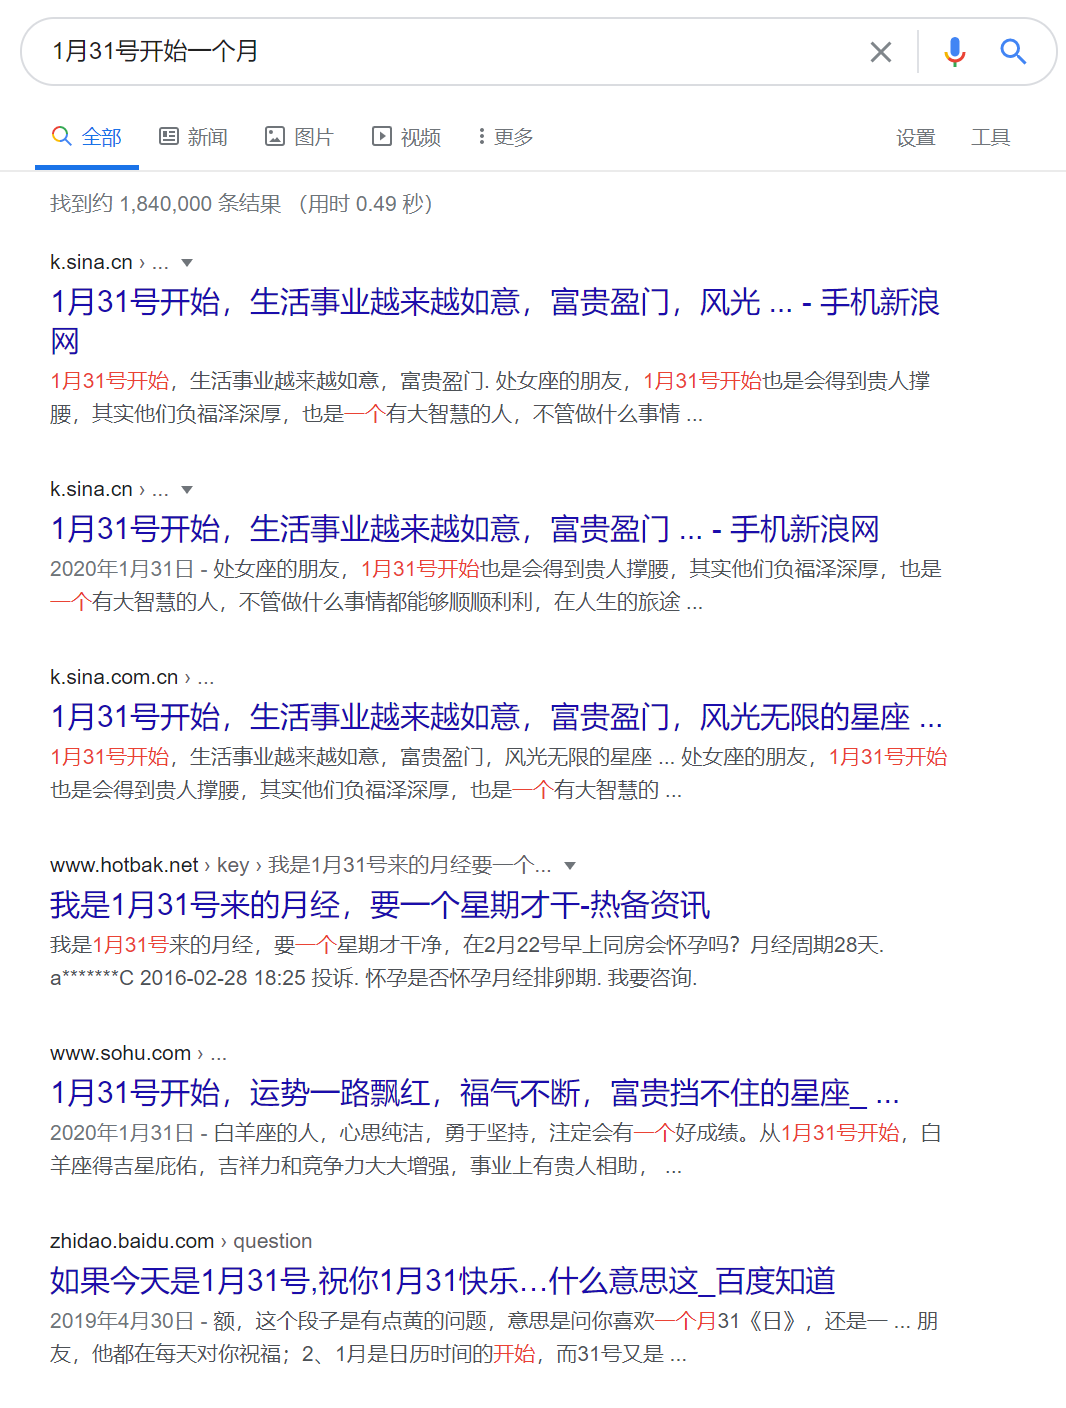 1月31号开始一个月
全部 新闻 图片 视频 更多 设置 工具
找到约 1,840,000 条结果 （用时 0.49 秒）
k.sina.cn › ...
1月31号开始，生活事业越来越如意，富贵盈门，风光 ... - 手机新浪
网
1月31号开始，生活事业越来越如意，富贵盈门. 处女座的朋友，1月31号开始也是会得到贵人撑
腰，其实他们负福泽深厚，也是一个有大智慧的人，不管做什么事情 ...
k.sina.cn › ...
1月31号开始，生活事业越来越如意，富贵盈门 ... - 手机新浪网
2020年1月31日 - 处女座的朋友，1月31号开始也是会得到贵人撑腰，其实他们负福泽深厚，也是
一个有大智慧的人，不管做什么事情都能够顺顺利利，在人生的旅途 ...
k.sina.com.cn › ...
1月31号开始，生活事业越来越如意，富贵盈门，风光无限的星座 ...
1月31号开始，生活事业越来越如意，富贵盈门，风光无限的星座 ... 处女座的朋友，1月31号开始
也是会得到贵人撑腰，其实他们负福泽深厚，也是一个有大智慧的 ...
www.hotbak.net › key › 我是1月31号来的月经要一个...
我是1月31号来的月经，要一个星期才干-热备资讯
我是1月31号来的月经，要一个星期才干净，在2月22号早上同房会怀孕吗？月经周期28天.
a*******C 2016-02-28 18:25 投诉. 怀孕是否怀孕月经排卵期. 我要咨询.
www.sohu.com › ...
1月31号开始，运势一路飘红，福气不断，富贵挡不住的星座_ ...
2020年1月31日 - 白羊座的人，心思纯洁，勇于坚持，注定会有一个好成绩。从1月31号开始，白
羊座得吉星庇佑，吉祥力和竞争力大大增强，事业上有贵人相助， ...
zhidao.baidu.com › question
如果今天是1月31号,祝你1月31快乐…什么意思这_百度知道
2019年4月30日 - 额，这个段子是有点黄的问题，意思是问你喜欢一个月31《日》，还是一 ... 朋
友，他都在每天对你祝福；2、1月是日历时间的开始，而31号又是 ...